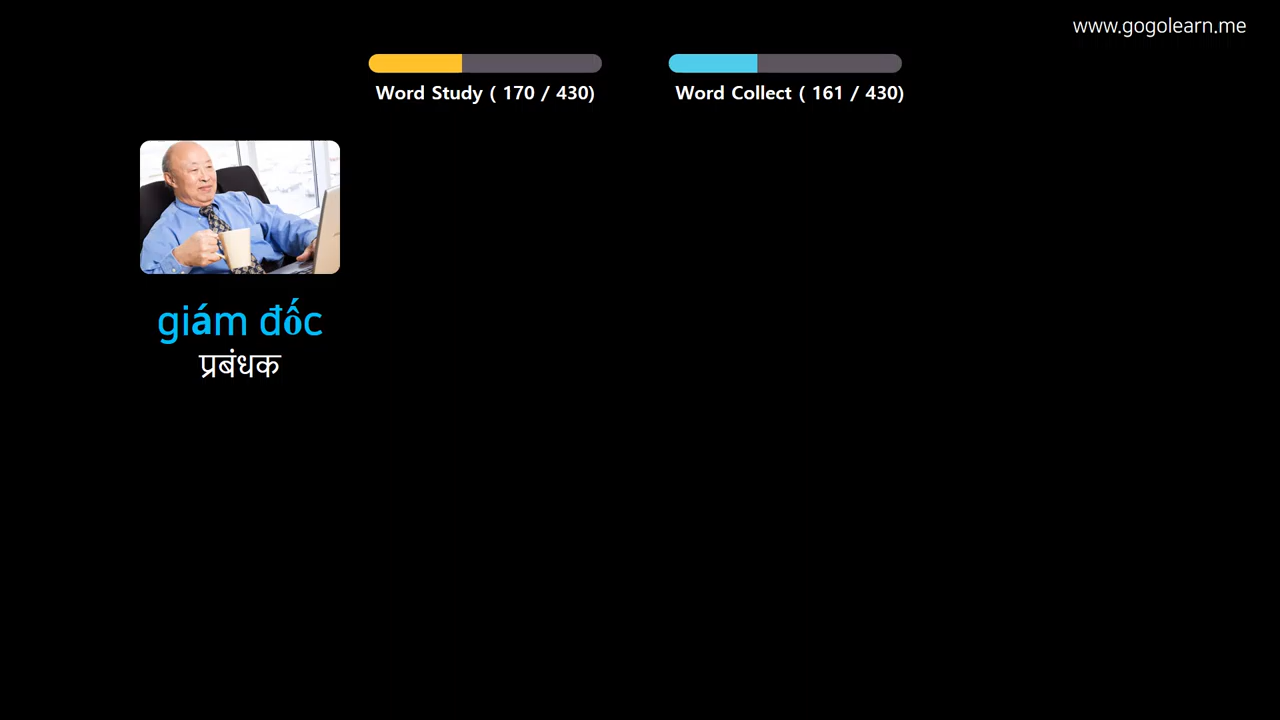 www.gogolearn.me
Word Study ( 170 / 430)
Word Collect ( 161 / 430)
giám đốc
प्रबंधक